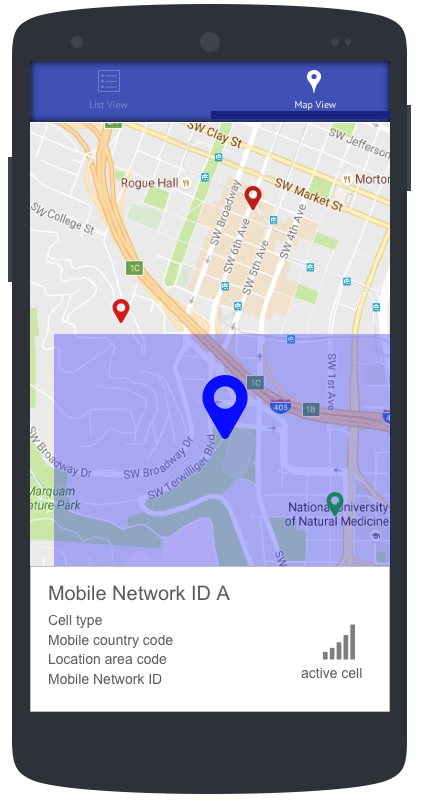 List View
Map View
SW Clay St
SW Jefferso
Rogue Hall
Morton
SW Market St
SW Broadway
SW College St
SW 6th Ave
SW 5th Ave
SW 4th Ave
1C
SW 1st Ave
1C
405
1B
SW Broadway Dr
SW Broadway Dr
SW Terwilliger Blvd
Marquam
ature Park
National University
of Natural Medicine
SW
Mobile Network ID A
Cell type
Mobile country code
Location area code
Mobile Network ID
active cell